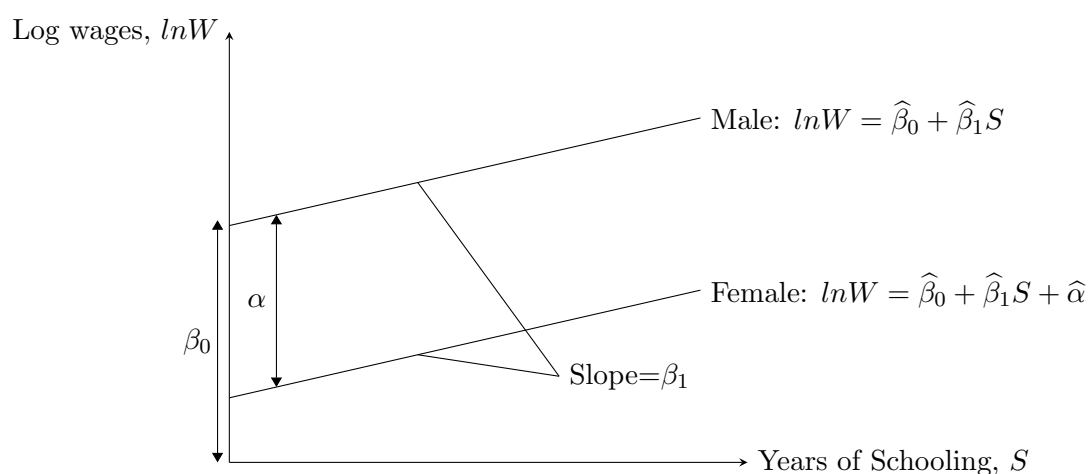 Log wages, lnW
Male: lnW = β̂₀ + β̂₁S
α
Female: lnW = β̂₀ + β̂₁S + α̂
β₀
Slope=β₁
Years of Schooling, S